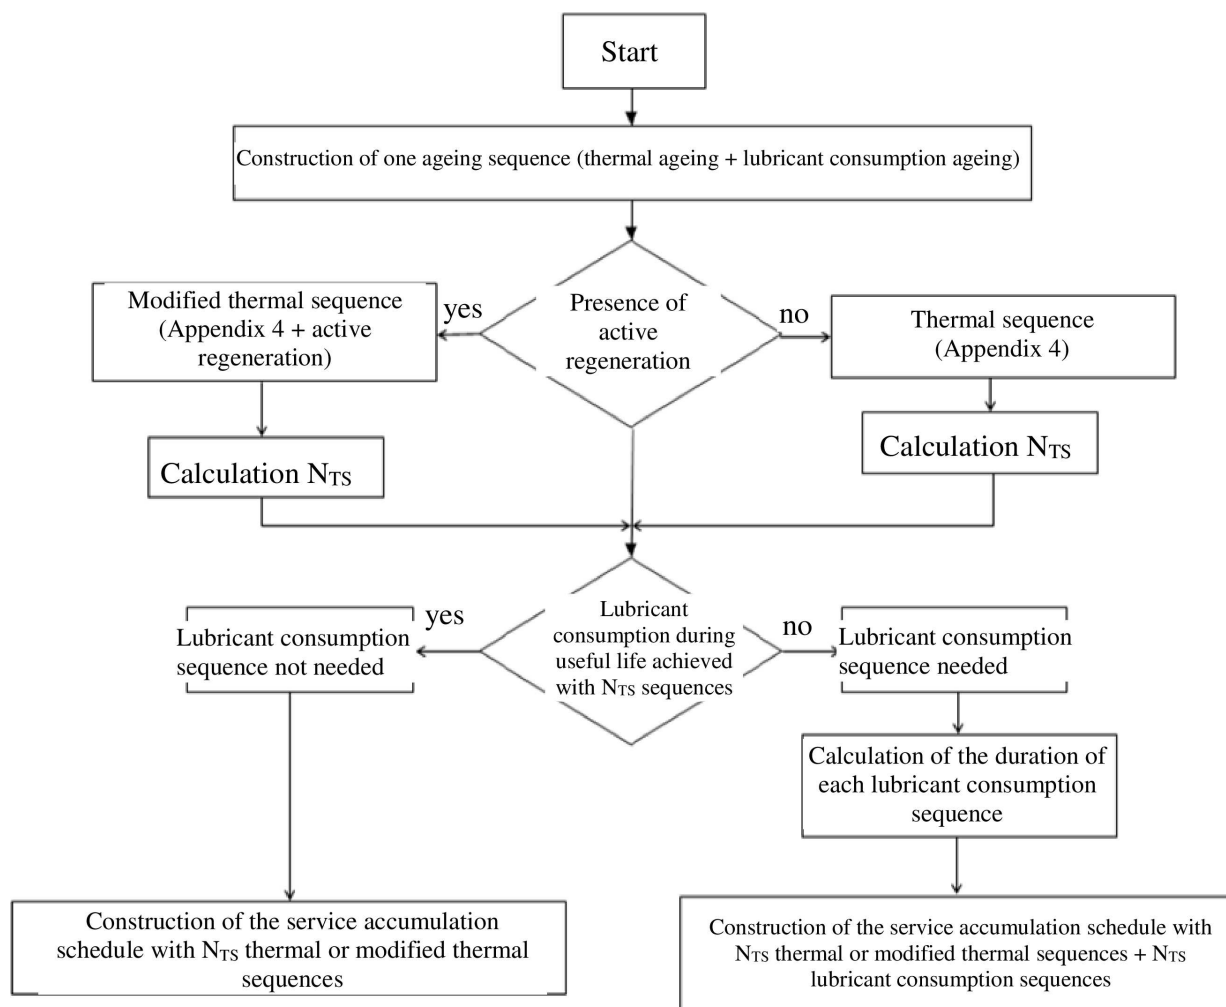 Start
Construction of one ageing sequence (thermal ageing + lubricant consumption ageing)
Modified thermal sequence
(Appendix 4 + active
regeneration)
yes
Presence of
active
regeneration
no
Thermal sequence
(Appendix 4)
Calculation NTS
Calculation NTS
Lubricant consumption
sequence not needed
yes
Lubricant
consumption during
useful life achieved
with NTS sequences
no
Lubricant consumption
sequence needed
Calculation of the duration of
each lubricant consumption
sequence
Construction of the service accumulation
schedule with NTS thermal or modified thermal
sequences
Construction of the service accumulation schedule with
NTS thermal or modified thermal sequences + NTS
lubricant consumption sequences